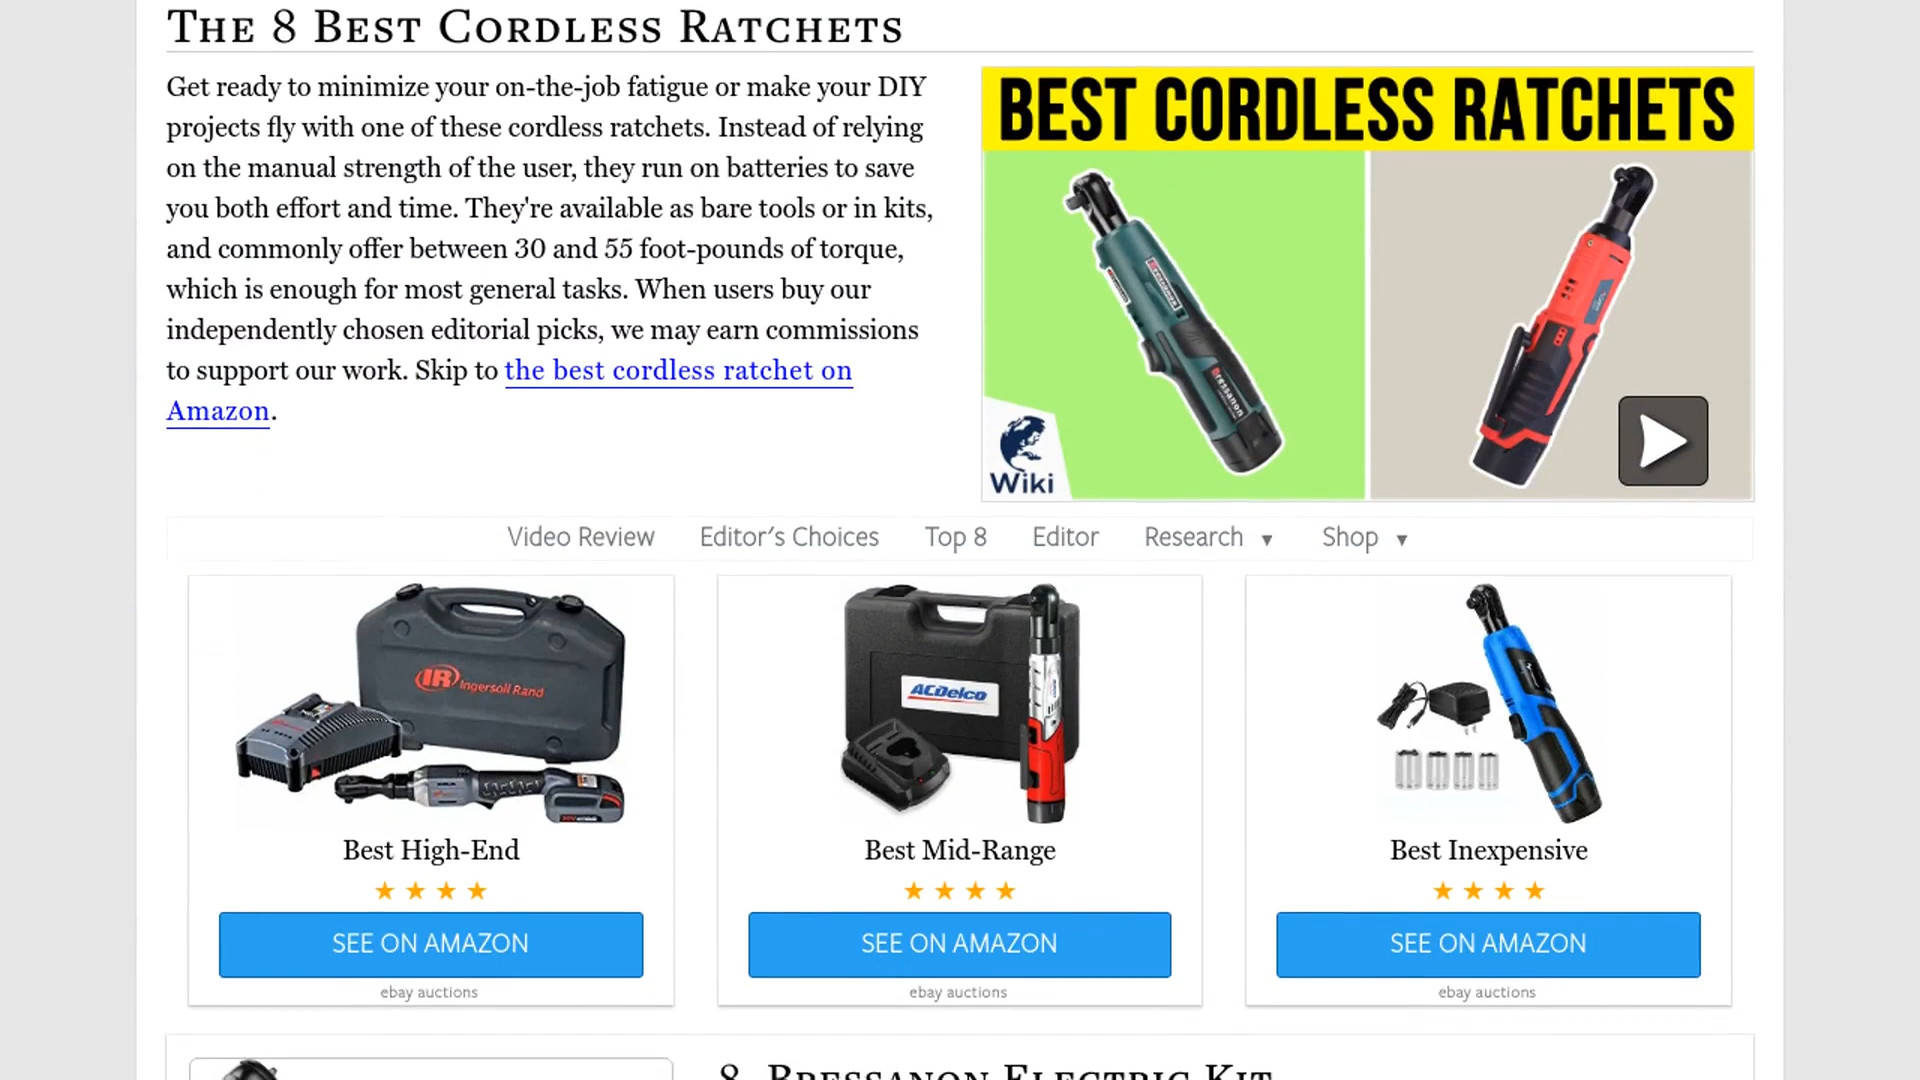 The 8 Best Cordless Ratchets
Get ready to minimize your on-the-job fatigue or make your DIY
projects fly with one of these cordless ratchets. Instead of relying
on the manual strength of the user, they run on batteries to save
you both effort and time. They're available as bare tools or in kits,
and commonly offer between 30 and 55 foot-pounds of torque,
which is enough for most general tasks. When users buy our
independently chosen editorial picks, we may earn commissions
to support our work. Skip to the best cordless ratchet on
Amazon.
BEST CORDLESS RATCHETS
Bressanon
Wiki
Video Review Editor's Choices Top 8 Editor Research ▼ Shop ▼
IR Ingersoll Rand
ACDelco
Best High-End
Best Mid-Range
Best Inexpensive
SEE ON AMAZON
SEE ON AMAZON
SEE ON AMAZON
ebay auctions
ebay auctions
ebay auctions
8. Bressanon Electric Kit